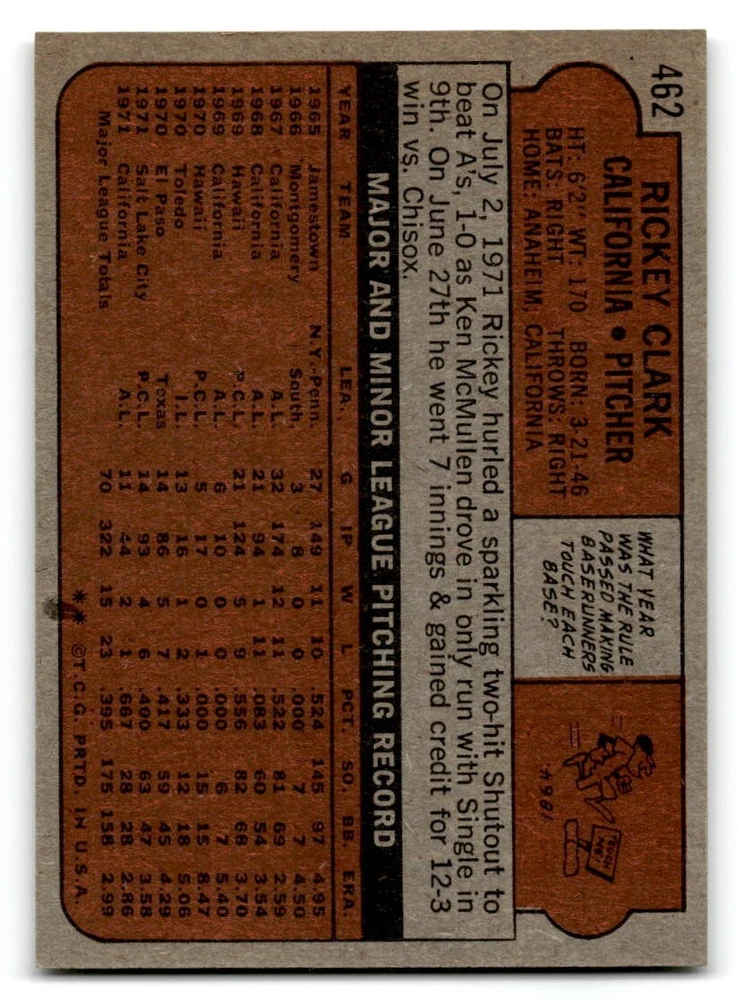 462
RICKEY CLARK
CALIFORNIA • PITCHER
HT: 6'2" WT: 170 BORN: 3-21-46
BATS: RIGHT THROWS: RIGHT
HOME: ANAHEIM, CALIFORNIA
WHAT YEAR
WAS THE RULE
PASSED MAKING
BASERUNNERS
TOUCH EACH
BASE?
1864.
TOUCH
ME!
On July 2, 1971 Rickey hurled a sparkling two-hit Shutout to
beat A's, 1-0 as Ken McMullen drove in only run with Single in
9th. On June 27th he went 7 innings & gained credit for 12-3
win vs. Chisox.
MAJOR AND MINOR LEAGUE PITCHING RECORD
YEAR TEAM LEA. G IP W L PCT. SO. BB. ERA.
1965 Jamestown N.Y.-Penn. 27 149 11 10 .524 145 97 4.95
1966 Montgomery South. 3 8 0 0 .000 7 7 4.50
1967 California A.L. 32 174 12 11 .522 81 69 2.59
1968 California A.L. 21 94 1 11 .083 60 54 3.54
1969 Hawaii P.C.L. 21 124 5 9 .556 82 68 3.70
1969 California A.L. 6 10 0 0 .000 6 7 5.40
1970 Hawaii P.C.L. 5 17 0 1 .000 15 15 8.47
1970 Toledo I.L. 13 16 1 2 .333 12 18 5.06
1970 El Paso Texas 14 86 5 7 .417 59 45 4.29
1971 Salt Lake City P.C.L. 14 93 4 6 .400 63 47 3.58
1971 California A.L. 11 44 2 1 .667 28 28 2.86
Major League Totals 70 322 15 23 .395 175 158 2.99
** ©T.C.G. PRTD. IN U.S.A.